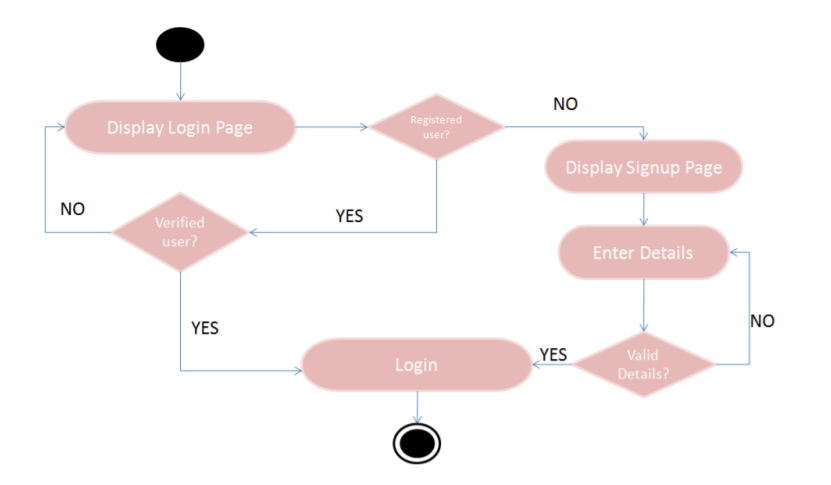 NO
Display Login Page
Registered
user?
Display Signup Page
NO
YES
Verified
user?
Enter Details
YES
NO
YES
Login
Valid
Details?